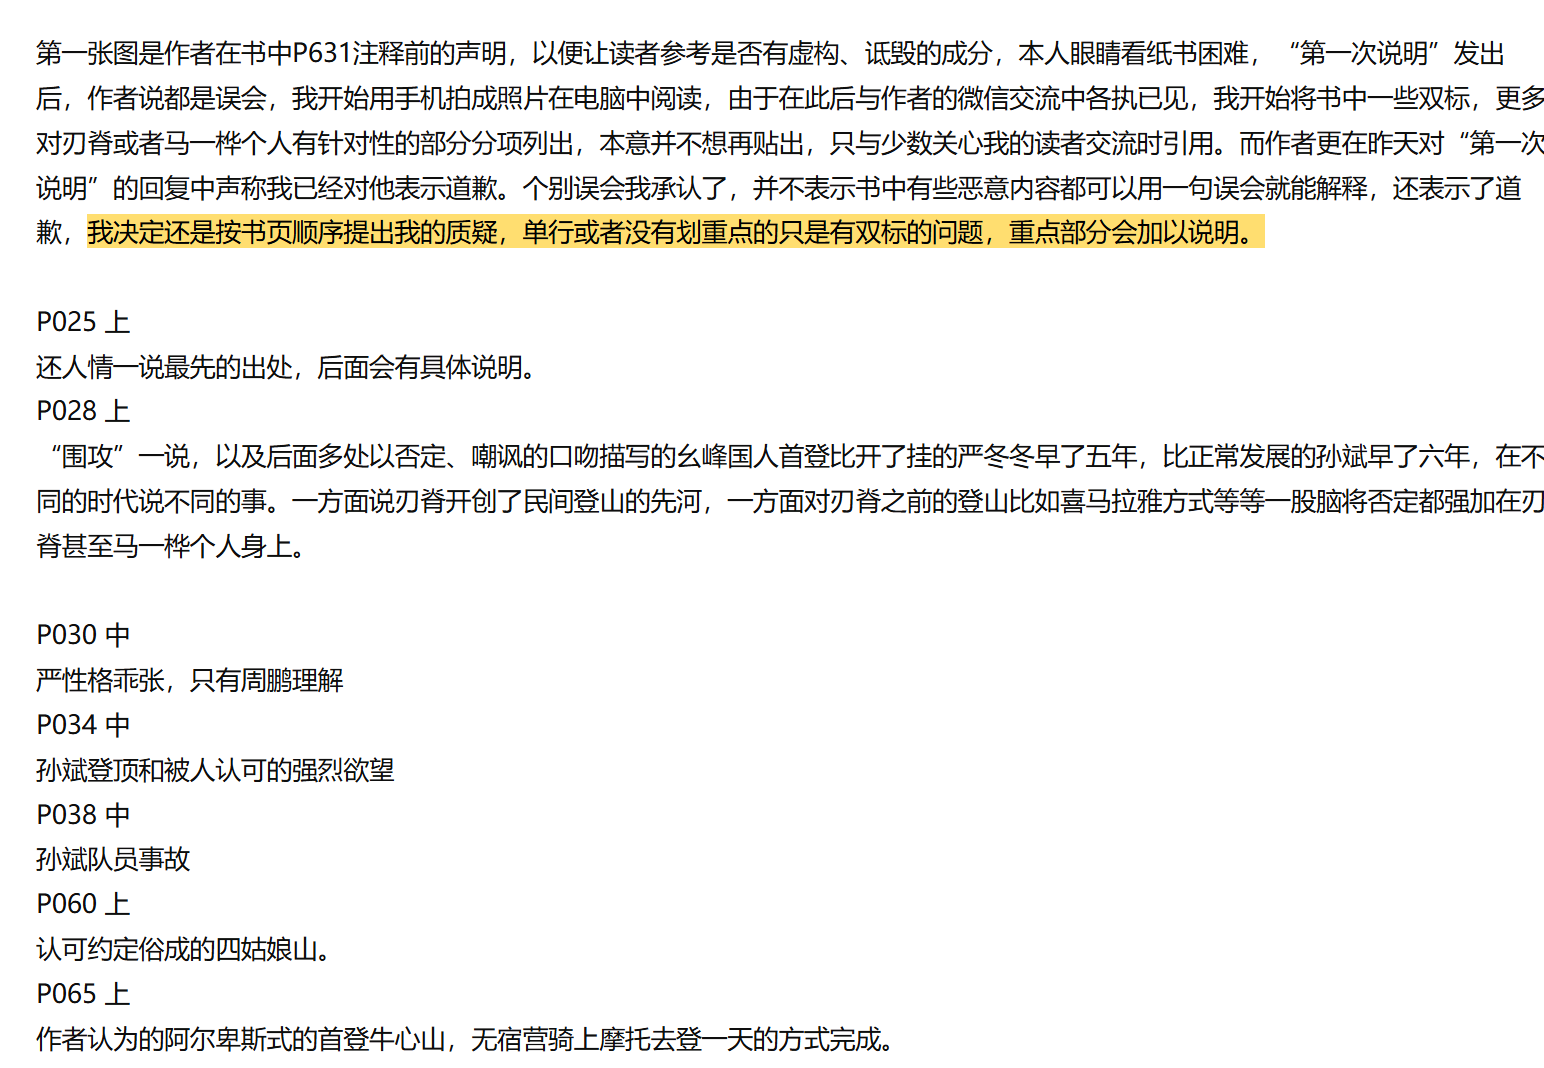 第一张图是作者在书中P631注释前的声明，以便让读者参考是否有虚构、诋毁的成分，本人眼睛看纸书困难，“第一次说明”发出
后，作者说都是误会，我开始用手机拍成照片在电脑中阅读，由于在此后与作者的微信交流中各执已见，我开始将书中一些双标，更多
对刃脊或者马一桦个人有针对性的部分分项列出，本意并不想再贴出，只与少数关心我的读者交流时引用。而作者更在昨天对“第一次
说明”的回复中声称我已经对他表示道歉。个别误会我承认了，并不表示书中有些恶意内容都可以用一句误会就能解释，还表示了道
歉，我决定还是按书页顺序提出我的质疑，单行或者没有划重点的只是有双标的问题，重点部分会加以说明。
P025 上
还人情一说最先的出处，后面会有具体说明。
P028 上
“围攻”一说，以及后面多处以否定、嘲讽的口吻描写的幺峰国人首登比开了挂的严冬冬早了五年，比正常发展的孙斌早了六年，在不
同的时代说不同的事。一方面说刃脊开创了民间登山的先河，一方面对刃脊之前的登山比如喜马拉雅方式等等一股脑将否定都强加在刃
脊甚至马一桦个人身上。
P030 中
严性格乖张，只有周鹏理解
P034 中
孙斌登顶和被人认可的强烈欲望
P038 中
孙斌队员事故
P060 上
认可约定俗成的四姑娘山。
P065 上
作者认为的阿尔卑斯式的首登牛心山，无宿营骑上摩托去登一天的方式完成。